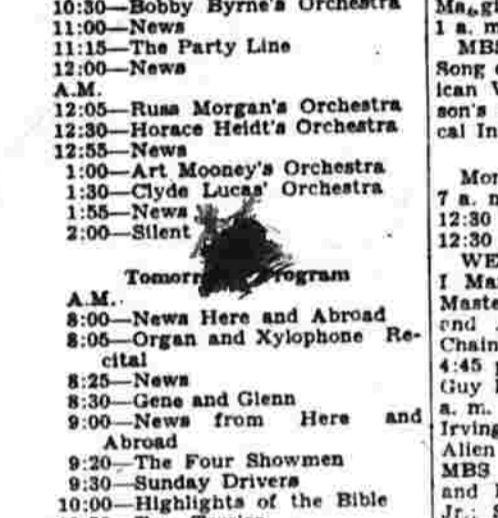 10:30—Bobby Byrne's Orchestra
11:00—News
11:15—The Party Line
12:00—News
A.M.
12:05—Russ Morgan's Orchestra
12:30—Horace Heidt's Orchestra
12:55—News
1:00—Art Mooney's Orchestra
1:30—Clyde Lucas' Orchestra
1:55—News
2:00—Silent
Program
A.M.
8:00—News Here and Abroad
8:05—Organ and Xylophone Re-
cital
8:25—News
8:30—Gene and Glenn
9:00—News from Here and
Abroad
9:20—The Four Showmen
9:30—Sunday Drivers
10:00—Highlights of the Bible
1 a. m
MBS
Song
ican
son's
cal In
Mor
7 a. m
12:30
12:30
WE
I Ma
Maste
end
Chain
4:45
Guy
a. m.
Irving
Alien
MBS
and
Jr.;